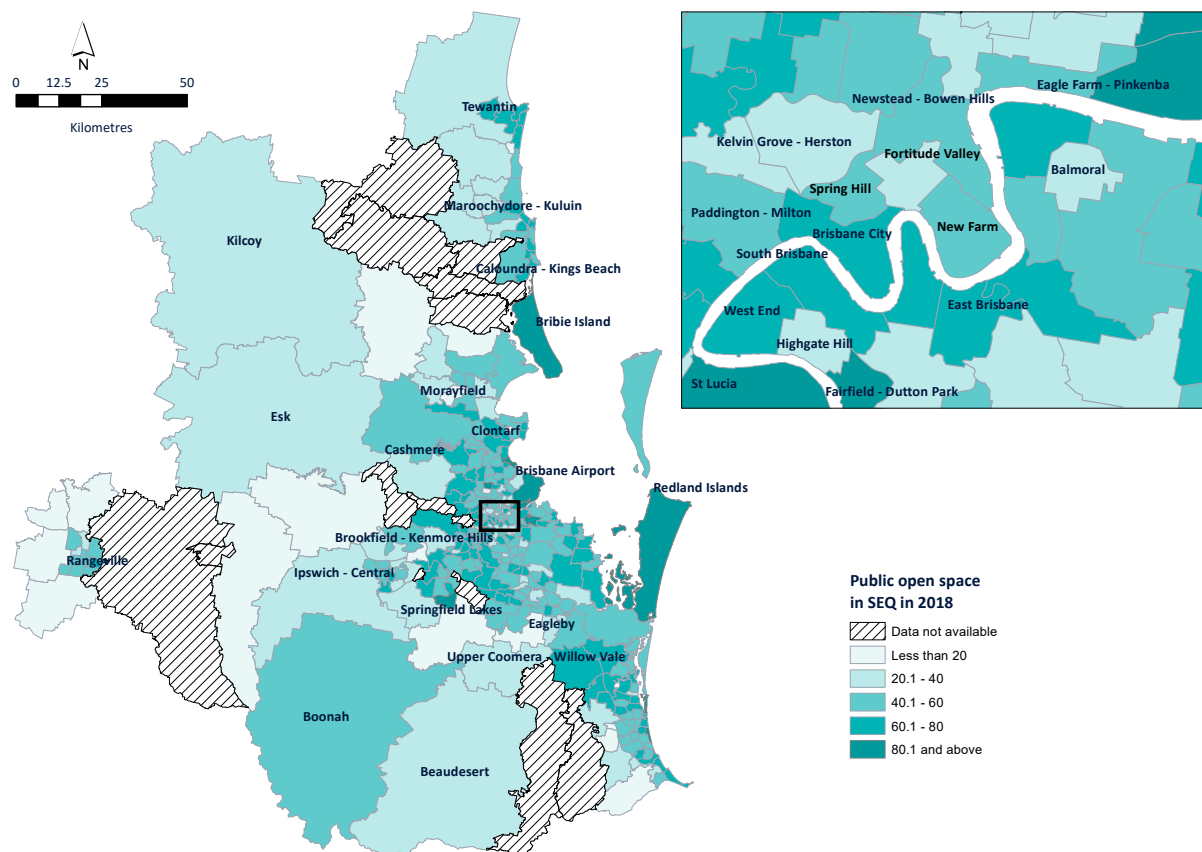 N
0 12.5 25 50
Kilometres
Tewantin
Maroochydore - Kuluin
Kilcoy
Caloundra - Kings Beach
Bribie Island
Morayfield
Esk
Clontarf
Cashmere
Brisbane Airport
Redland Islands
Brookfield - Kenmore Hills
Rangeville
Ipswich - Central
Springfield Lakes
Eagleby
Upper Coomera - Willow Vale
Boonah
Beaudesert
Eagle Farm - Pinkenba
Newstead - Bowen Hills
Kelvin Grove - Herston
Fortitude Valley
Balmoral
Spring Hill
Paddington - Milton
New Farm
Brisbane City
South Brisbane
East Brisbane
West End
Highgate Hill
St Lucia
Fairfield - Dutton Park
Public open space
in SEQ in 2018
Data not available
Less than 20
20.1 - 40
40.1 - 60
60.1 - 80
80.1 and above